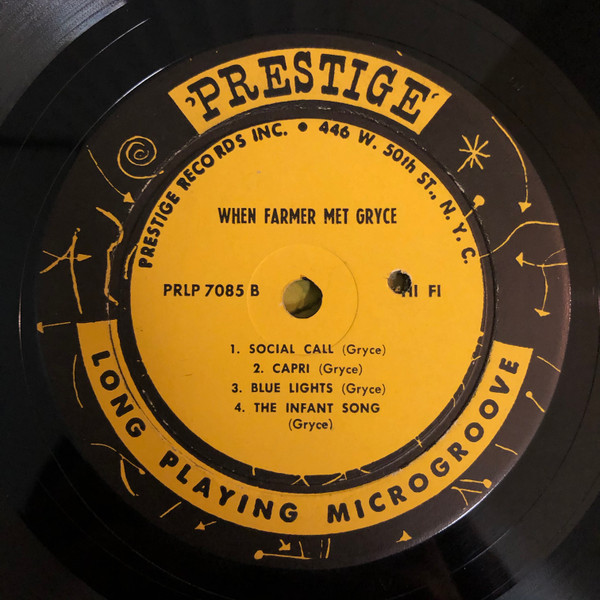 'PRESTIGE'
PRESTIGE RECORDS INC. • 446 W. 50th ST., N. Y. C.
WHEN FARMER MET GRYCE
PRLP 7085 B
HI FI
1. SOCIAL CALL (Gryce)
2. CAPRI (Gryce)
3. BLUE LIGHTS (Gryce)
4. THE INFANT SONG
(Gryce)
LONG PLAYING MICROGROOVE